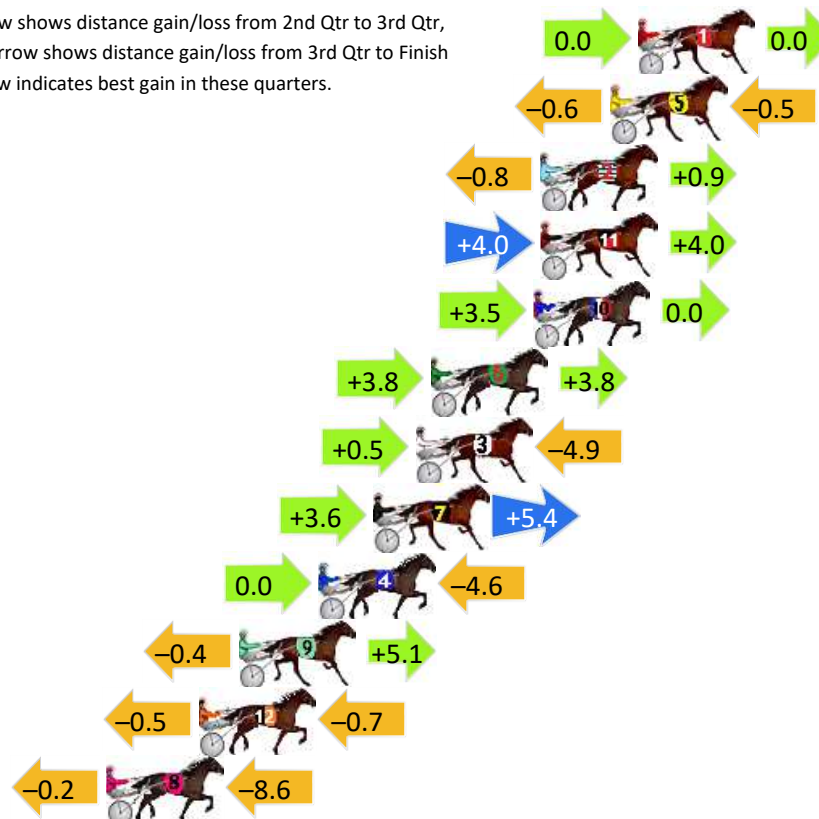 shows distance gain/loss from 2nd Qtr to 3rd Qtr,
shows distance gain/loss from 3rd Qtr to Finish
indicates best gain in these quarters.
0.0 1 0.0
–0.6 5 –0.5
–0.8 2 +0.9
+4.0 11 +4.0
+3.5 10 0.0
+3.8 6 +3.8
+0.5 3 –4.9
+3.6 7 +5.4
0.0 4 –4.6
–0.4 9 +5.1
–0.5 12 –0.7
–0.2 8 –8.6